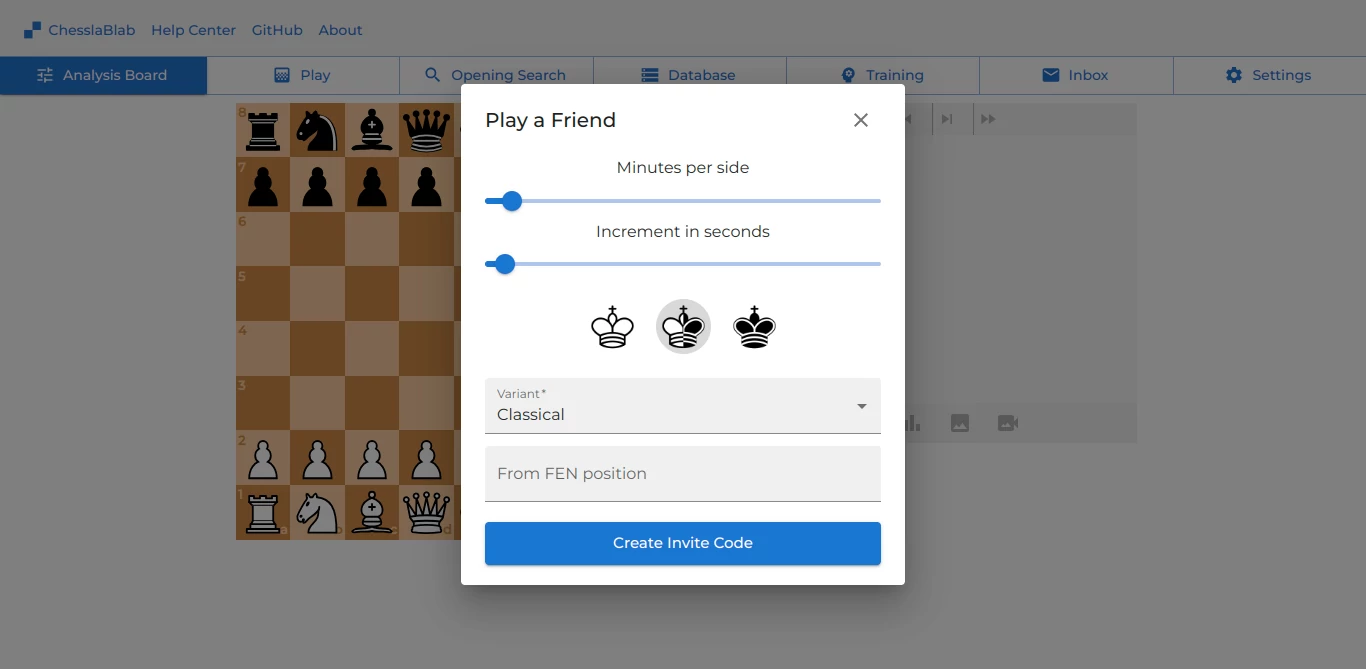 ChesslaBlab Help Center GitHub About
Analysis Board Play Opening Search Database Training Inbox Settings
Play a Friend
Minutes per side
Increment in seconds
Variant*
Classical
From FEN position
Create Invite Code
8
7
6
5
4
3
2
1
a b c d